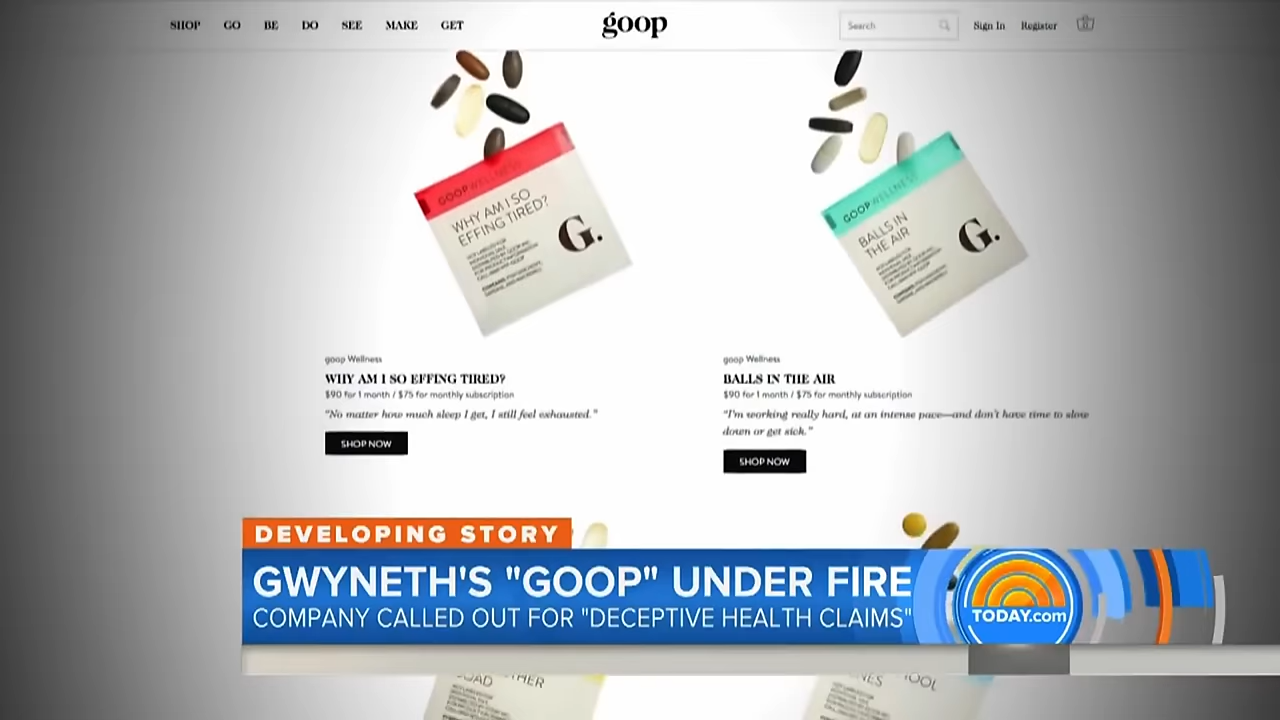 SHOP GO BE DO SEE MAKE GET
goop
Search
Sign In Register
0
GOOPWELLNESS
WHY AM I SO
EFFING TIRED?
G.
GOOPWELLNESS
BALLS IN
THE AIR
G.
goop Wellness
WHY AM I SO EFFING TIRED?
$90 for 1 month / $75 for monthly subscription
"No matter how much sleep I get, I still feel exhausted."
SHOP NOW
goop Wellness
BALLS IN THE AIR
$90 for 1 month / $75 for monthly subscription
"I'm working really hard, at an intense pace—and don't have time to slow
down or get sick."
SHOP NOW
DEVELOPING STORY
GWYNETH'S "GOOP" UNDER FIRE
COMPANY CALLED OUT FOR "DECEPTIVE HEALTH CLAIMS"
TODAY.com